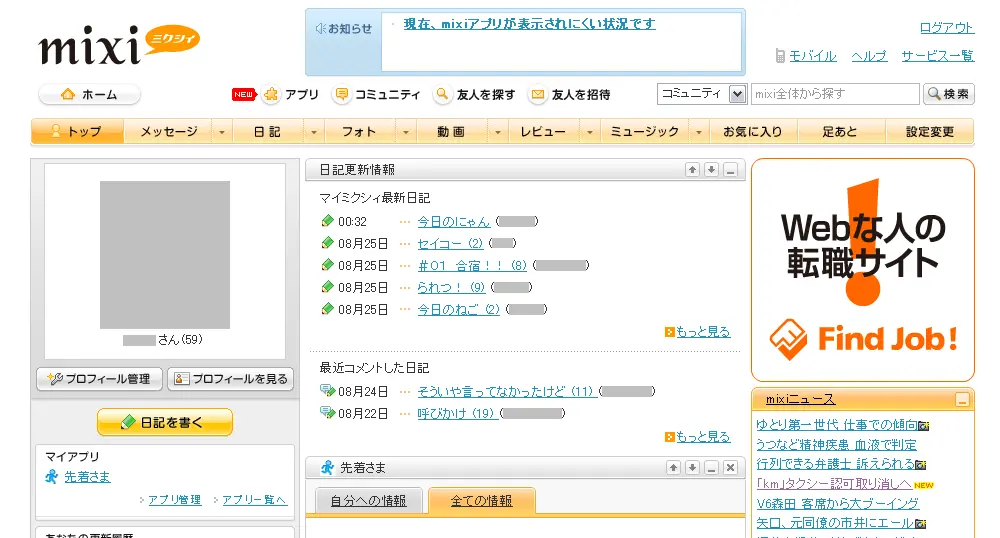 mixi ミクシィ
お知らせ
現在、mixiアプリが表示されにくい状況です
ログアウト
モバイル ヘルプ サービス一覧
ホーム
NEW アプリ コミュニティ 友人を探す 友人を招待
コミュニティ mixi全体から探す 検索
トップ メッセージ 日記 フォト 動画 レビュー ミュージック お気に入り 足あと 設定変更
さん(59)
プロフィール管理 プロフィールを見る
日記を書く
マイアプリ
先着さま
アプリ管理 アプリ一覧へ
日記更新情報
マイミクシィ最新日記
00:32 … 今日のにゃん ( )
08月25日 … セイコー (2) ( )
08月25日 … #01 合宿!! (8) ( )
08月25日 … られつ! (9) ( )
08月25日 … 今日のねご (2) ( )
もっと見る
最近コメントした日記
08月24日 … そういや言ってなかったけど (11) ( )
08月22日 … 呼びかけ (19) ( )
もっと見る
先着さま
自分への情報 全ての情報
Webな人の
転職サイト
!
Find Job!
mixiニュース
ゆとり第一世代 仕事での傾向
うつなど精神疾患 血液で判定
行列できる弁護士 訴えられる
「km」タクシー認可取り消しへ NEW
V6森田 客席から大ブーイング
矢口、元同僚の市井にエール